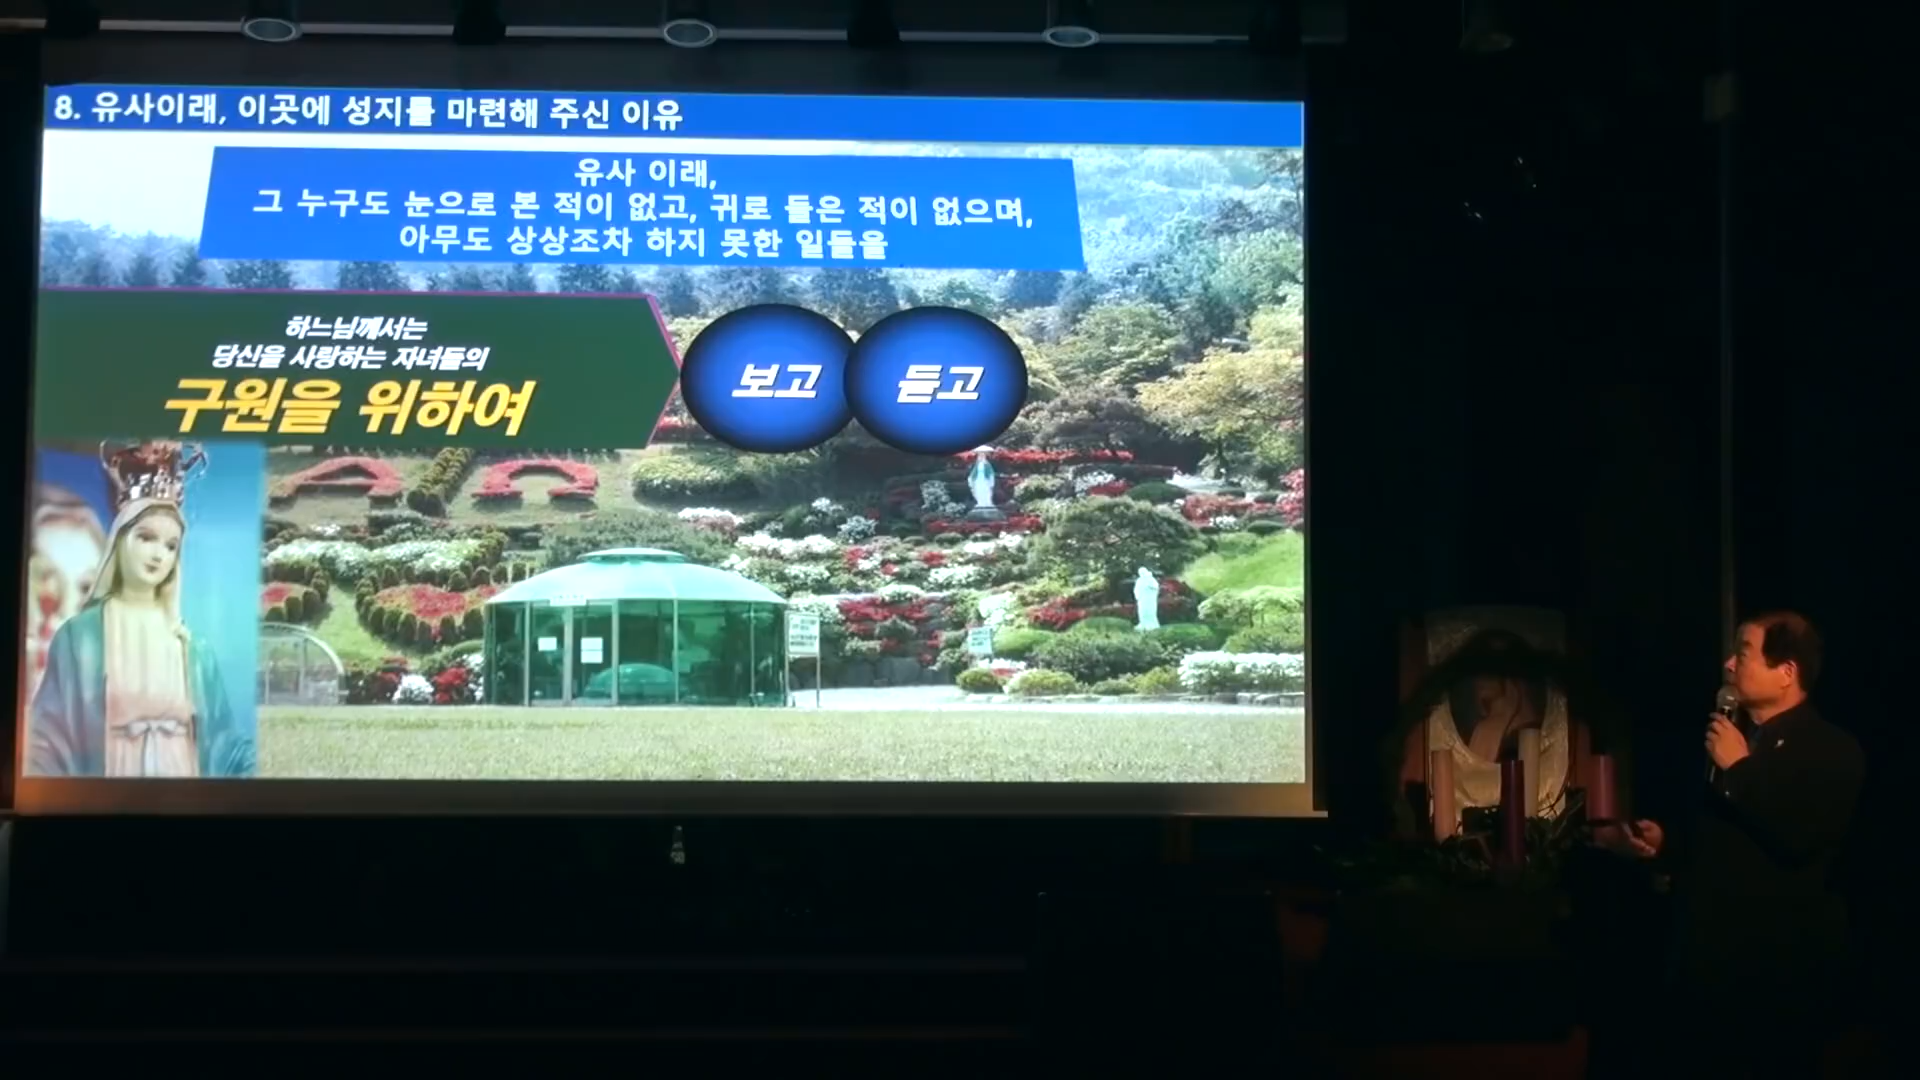 8. 유사이래, 이곳에 성지를 마련해 주신 이유
유사 이래,
그 누구도 눈으로 본 적이 없고, 귀로 들은 적이 없으며,
아무도 상상조차 하지 못한 일들을
하느님께서는
당신을 사랑하는 자녀들의
구원을 위하여
보고
듣고
A Ω